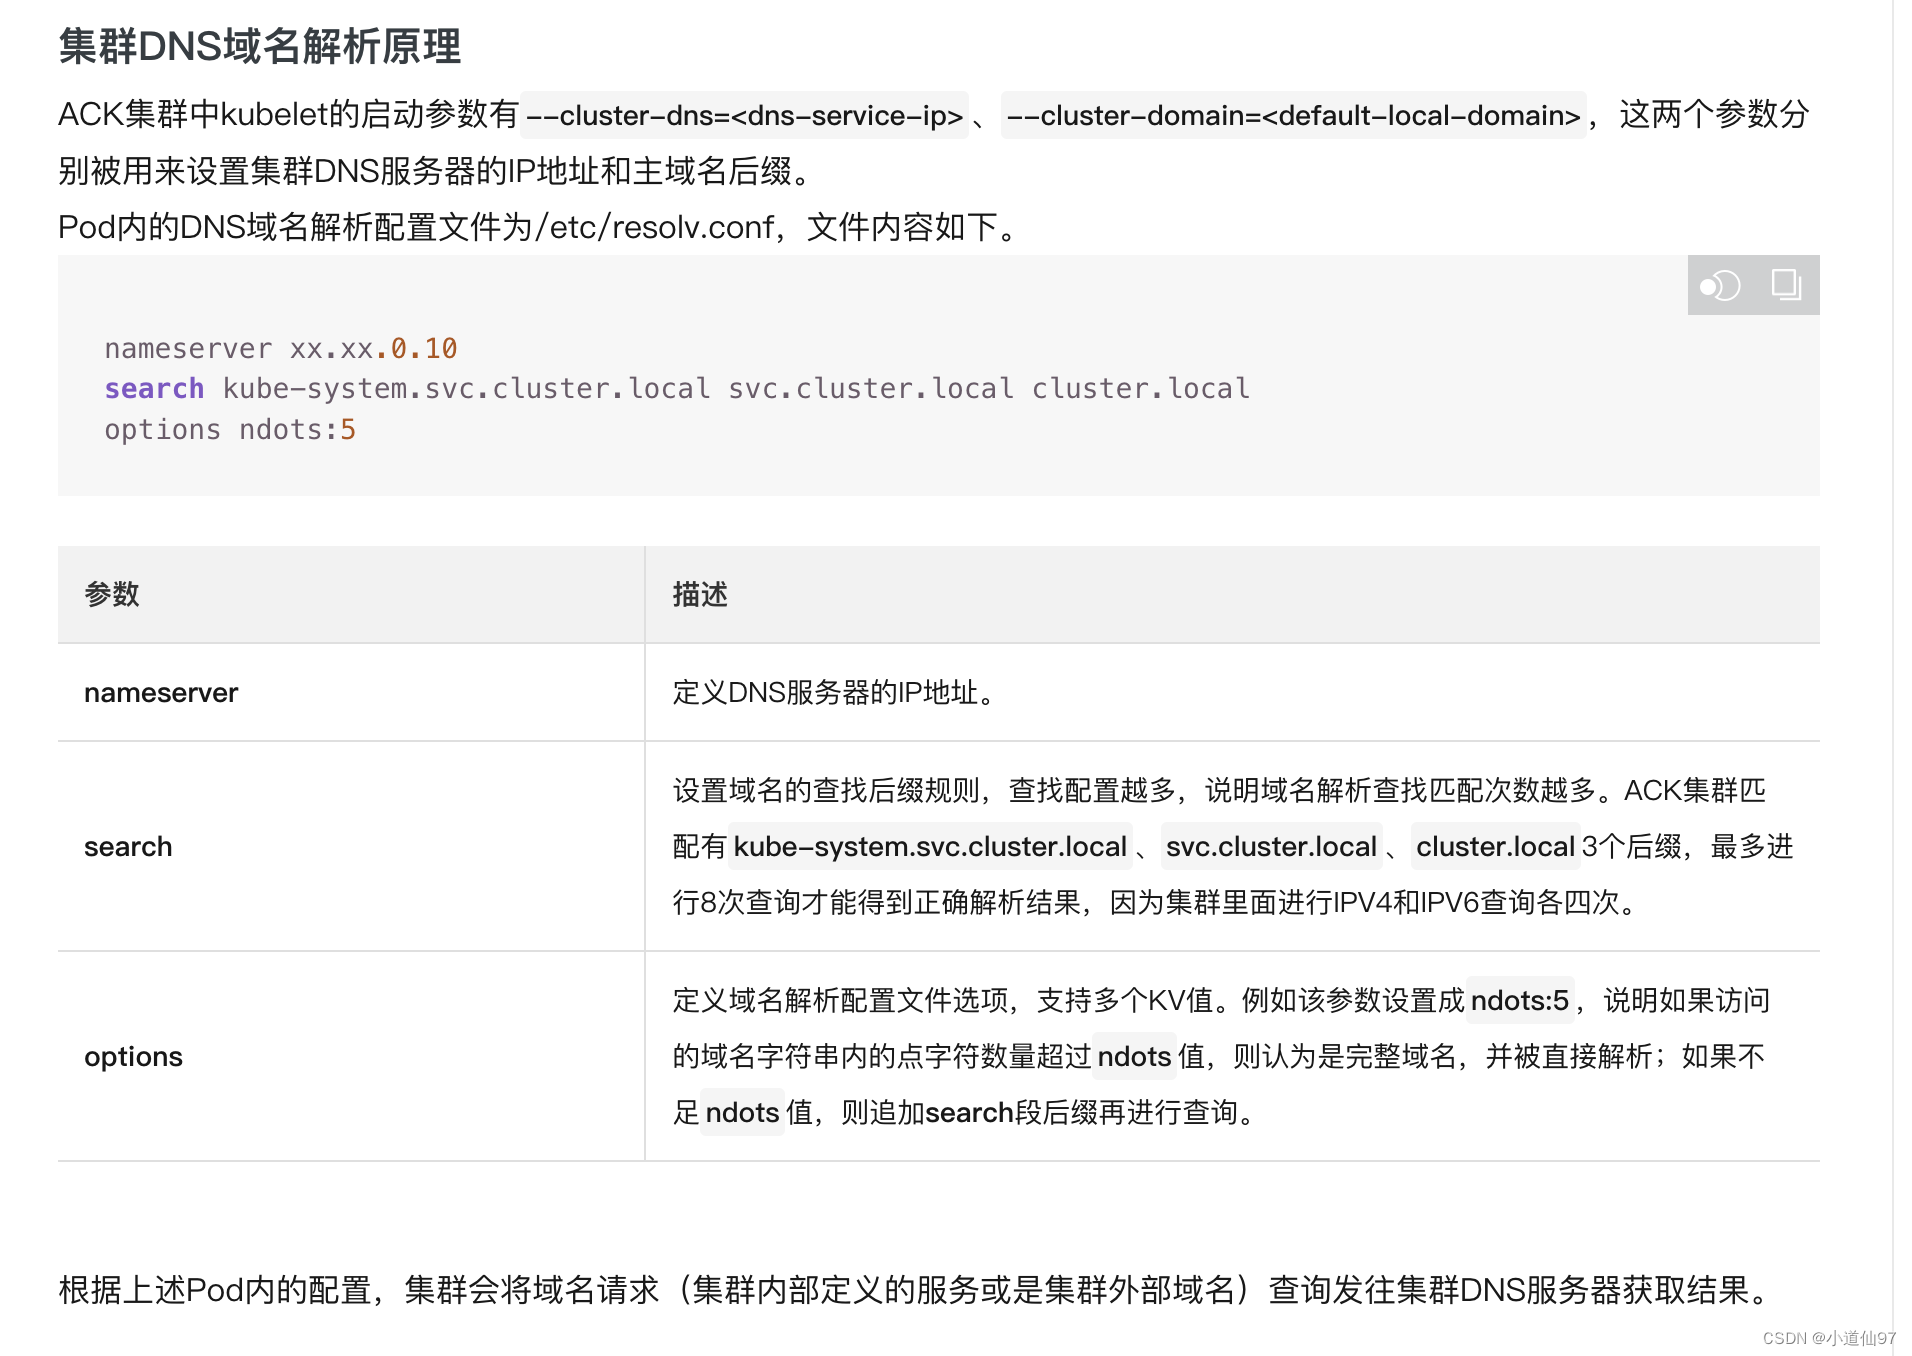 集群DNS域名解析原理
ACK集群中kubelet的启动参数有--cluster-dns=<dns-service-ip>、--cluster-domain=<default-local-domain>，这两个参数分
别被用来设置集群DNS服务器的IP地址和主域名后缀。
Pod内的DNS域名解析配置文件为/etc/resolv.conf，文件内容如下。
nameserver xx.xx.0.10
search kube-system.svc.cluster.local svc.cluster.local cluster.local
options ndots:5
参数 描述
nameserver 定义DNS服务器的IP地址。
设置域名的查找后缀规则，查找配置越多，说明域名解析查找匹配次数越多。ACK集群匹
search 配有kube-system.svc.cluster.local、svc.cluster.local、cluster.local3个后缀，最多进
行8次查询才能得到正确解析结果，因为集群里面进行IPV4和IPV6查询各四次。
定义域名解析配置文件选项，支持多个KV值。例如该参数设置成ndots:5，说明如果访问
options 的域名字符串内的点字符数量超过ndots值，则认为是完整域名，并被直接解析；如果不
足ndots值，则追加search段后缀再进行查询。
根据上述Pod内的配置，集群会将域名请求（集群内部定义的服务或是集群外部域名）查询发往集群DNS服务器获取结果。
CSDN @小道仙97